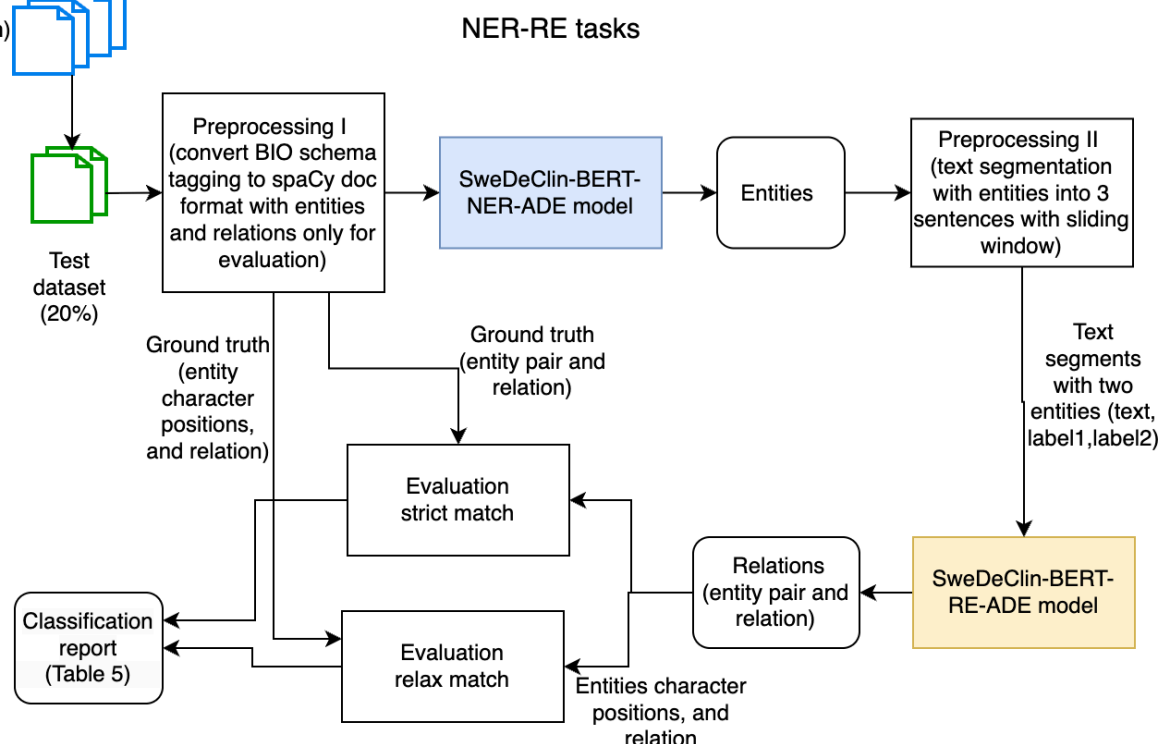 n)
NER-RE tasks
Preprocessing I
(convert BIO schema
tagging to spaCy doc
format with entities
and relations only for
evaluation)
SweDeClin-BERT-
NER-ADE model
Entities
Preprocessing II
(text segmentation
with entities into 3
sentences with sliding
window)
Test
dataset
(20%)
Ground truth
(entity
character
positions,
and relation)
Ground truth
(entity pair and
relation)
Text
segments
with two
entities (text,
label1,label2)
Evaluation
strict match
Relations
(entity pair and
relation)
SweDeClin-BERT-
RE-ADE model
Classification
report
(Table 5)
Evaluation
relax match
Entities character
positions, and
relation